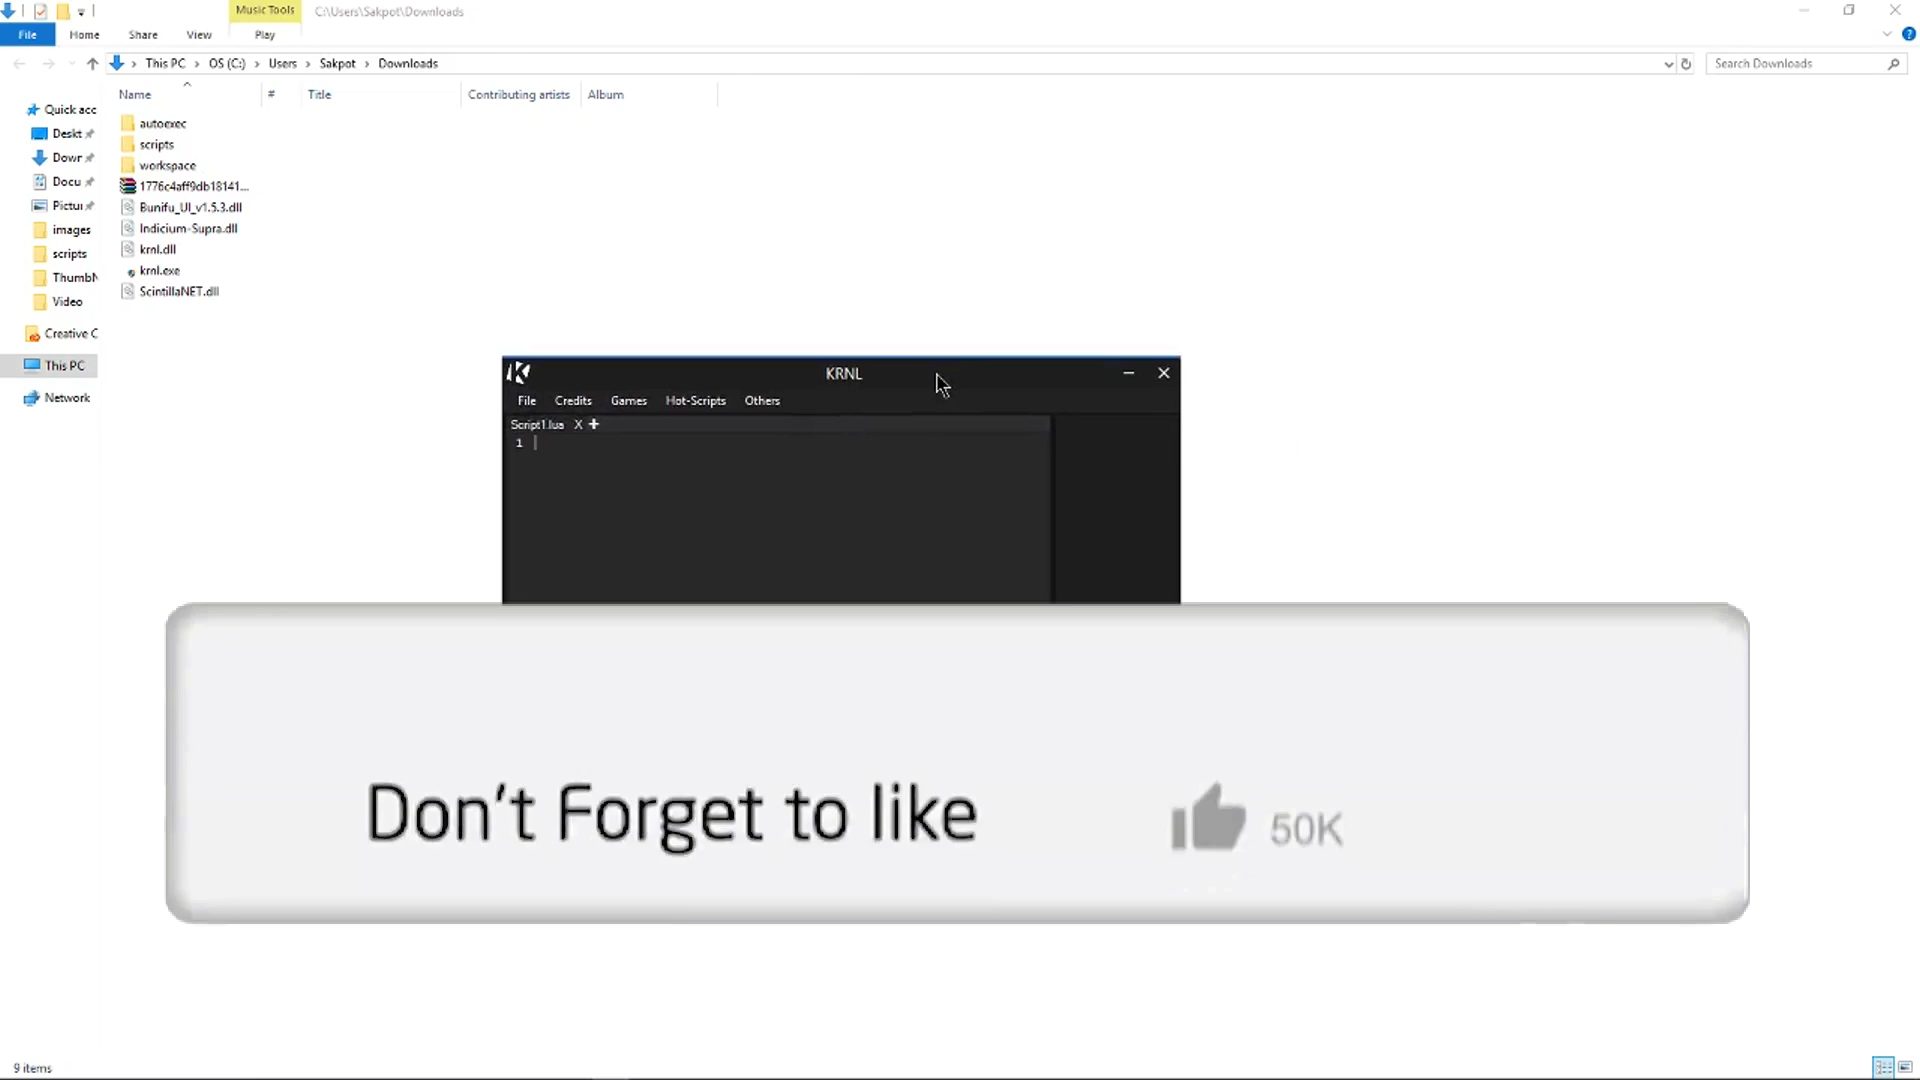 Music Tools
C:\Users\Sakpot\Downloads
File Home Share View Play
This PC > OS (C:) > Users > Sakpot > Downloads
Search Downloads
Name # Title Contributing artists Album
Quick acc
Deskt
Dowr
Docu
Pictur
images
scripts
ThumbN
Video
Creative C
This PC
Network
autoexec
scripts
workspace
1776c4aff9db18141...
Bunifu_UI_v1.5.3.dll
Indicium-Supra.dll
krnl.dll
krnl.exe
ScintillaNET.dll
KRNL
File Credits Games Hot-Scripts Others
Script1.lua X +
1
Don't Forget to like
50K
9 items